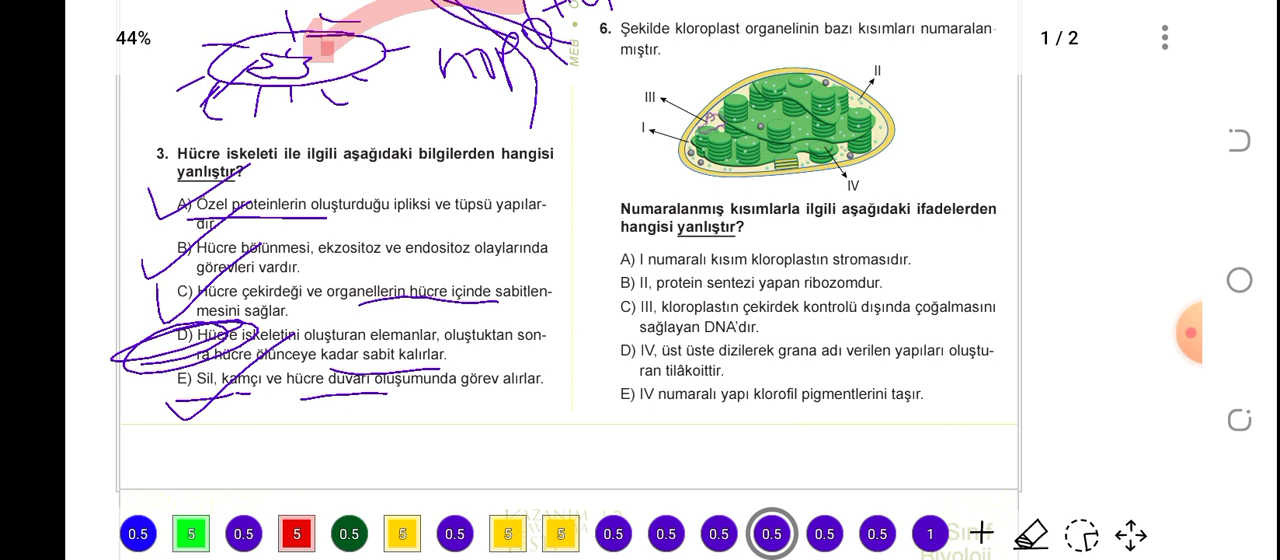 44%
1 / 2
MEB
3. Hücre iskeleti ile ilgili aşağıdaki bilgilerden hangisi
yanlıştır?
A) Özel proteinlerin oluşturduğu ipliksi ve tüpsü yapılar-
dır.
B) Hücre bölünmesi, ekzositoz ve endositoz olaylarında
görevleri vardır.
C) Hücre çekirdeği ve organellerin hücre içinde sabitlen-
mesini sağlar.
D) Hücre iskeletini oluşturan elemanlar, oluştuktan son-
ra hücre ölünceye kadar sabit kalırlar.
E) Sil, kamçı ve hücre duvarı oluşumunda görev alırlar.
6. Şekilde kloroplast organelinin bazı kısımları numaralan-
mıştır.
II
III
I
IV
Numaralanmış kısımlarla ilgili aşağıdaki ifadelerden
hangisi yanlıştır?
A) I numaralı kısım kloroplastın stromasıdır.
B) II, protein sentezi yapan ribozomdur.
C) III, kloroplastın çekirdek kontrolü dışında çoğalmasını
sağlayan DNA’dır.
D) IV, üst üste dizilerek grana adı verilen yapıları oluştu-
ran tilâkoittir.
E) IV numaralı yapı klorofil pigmentlerini taşır.
0.5 5 0.5 5 0.5 5 0.5 5 5 0.5 0.5 0.5 0.5 0.5 0.5 1
Sınıf
Biyoloji